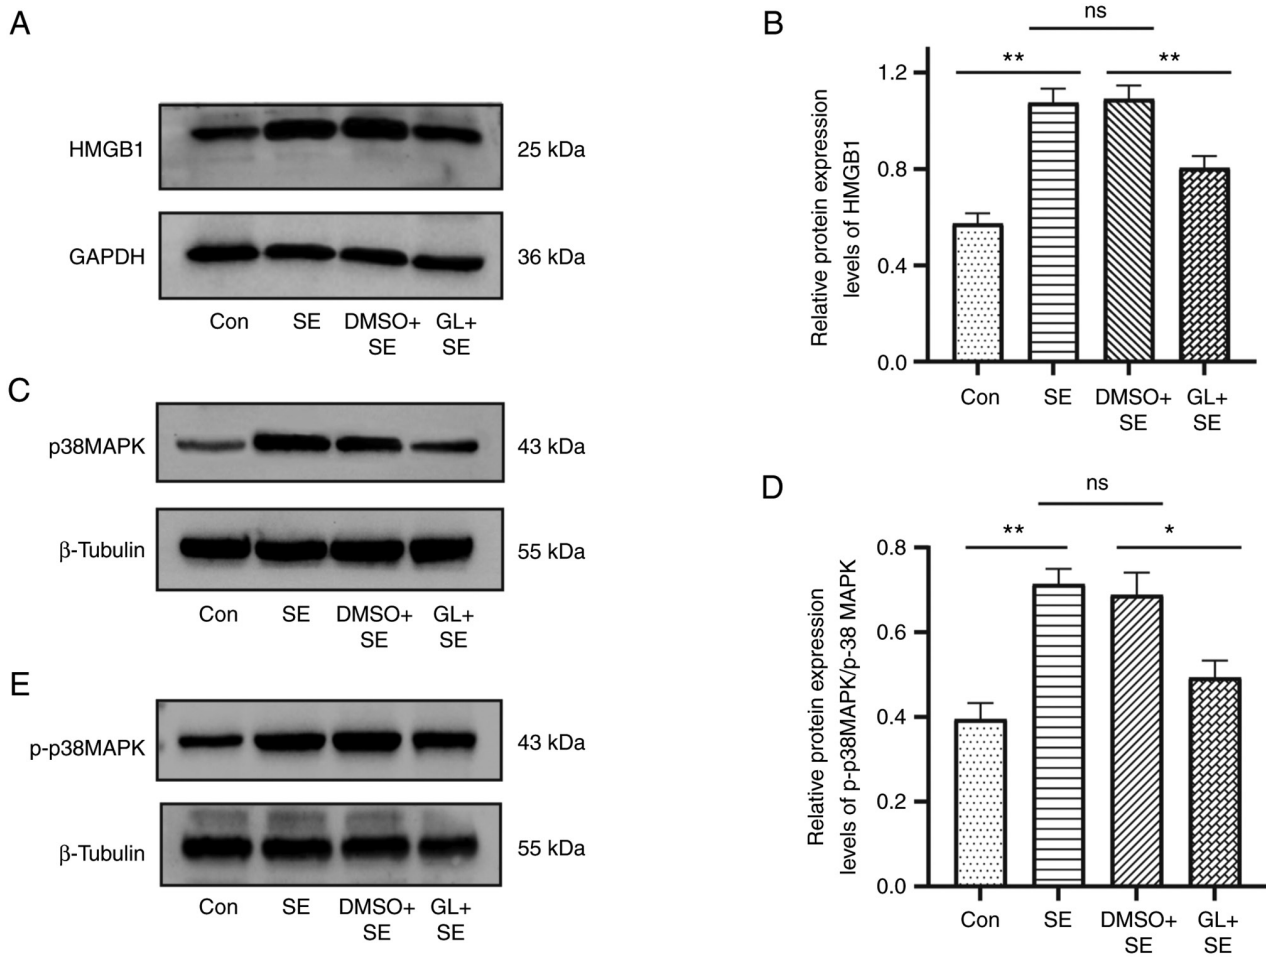 A
HMGB1
25 kDa
GAPDH
36 kDa
Con SE DMSO+ GL+
SE SE
B
ns
** **
Relative protein expression
levels of HMGB1
1.2
0.8
0.4
0.0
Con SE DMSO+ GL+
SE SE
C
p38MAPK
43 kDa
β-Tubulin
55 kDa
Con SE DMSO+ GL+
SE SE
D
ns
** *
Relative protein expression
levels of p-p38MAPK/p-38 MAPK
0.8
0.6
0.4
0.2
0.0
Con SE DMSO+ GL+
SE SE
E
p-p38MAPK
43 kDa
β-Tubulin
55 kDa
Con SE DMSO+ GL+
SE SE